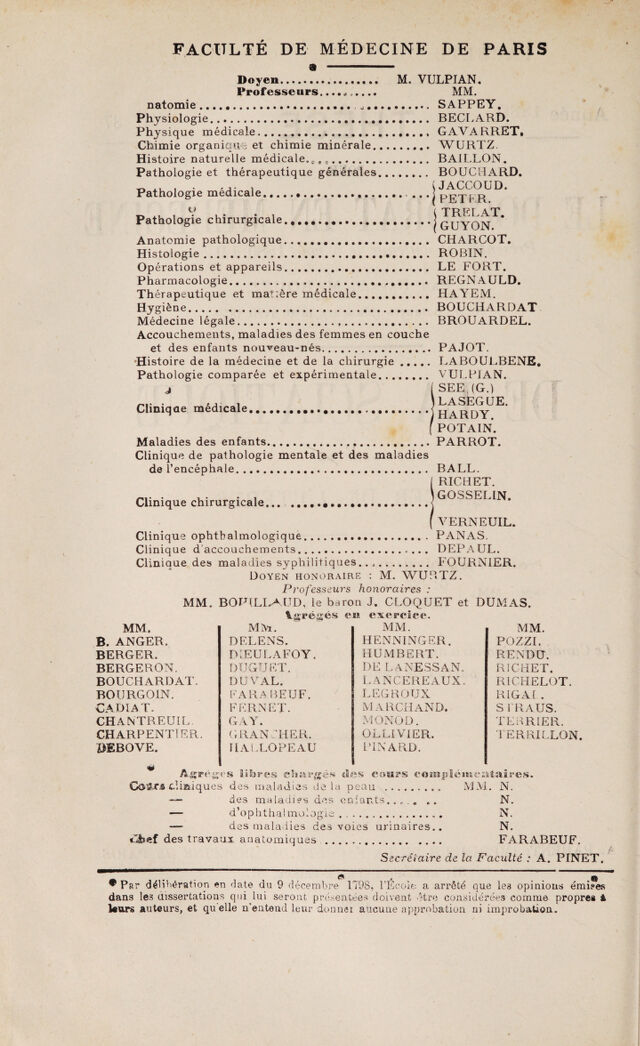 FACULTÉ DE MÉDECINE DE PARIS
Doyen................ M. VULPIAN.
Professeurs.......... MM.
natomie.................................... SAPPEY.
Physiologie.................................. BECLARD.
Physique médicale........................... GAVARRET.
Chimie organique et chimie minérale......... WURTZ.
Histoire naturelle médicale.................. BAILLON.
Pathologie et thérapeutique générales........ BOUCHARD.
Pathologie médicale.......................... { JACCOUD.
PETER.
Pathologie chirurgicale...................... { TRELAT.
GUYON.
Anatomie pathologique...................... CHARCOT.
Histologie.................................. ROBIN.
Opérations et appareils..................... LE FORT.
Pharmacologie............................... REGNAULD.
Thérapeutique et matière médicale........... HAYEM.
Hygiène..... .............................. BOUCHARDAT
Médecine légale............................. BROUARDEL.
Accouchements, maladies des femmes en couche
et des enfants nouveau-nés................ PAJOT.
Histoire de la médecine et de la chirurgie ..... LABOULBENE.
Pathologie comparée et expérimentale........ VULPIAN.
Clinique médicale........................... { SEE (G.)
LASEGUE.
HARDY.
POTAIN.
Maladies des enfants........................ PARROT.
Clinique de pathologie mentale et des maladies
de l'encéphale............................. BALL.
Clinique chirurgicale... .................... { RICHET.
GOSSELIN.
VERNEUIL.
Clinique ophthalmologique................... PANAS.
Clinique d'accouchements................... DEPAUL.
Clinique des maladies syphilitiques........... FOURNIER.
DOYEN HONORAIRE : M. WURTZ.
Professeurs honoraires :
MM. BOUILLAUD, le baron J. CLOQUET et DUMAS.
Agrégés en exercice.
MM. MM. MM. MM.
B. ANGER. DELENS. HENNINGER. POZZI.
BERGER. DIEULAFOY. HUMBERT. RENDU.
BERGERON. DUGUET. DE LANESSAN. RICHET.
BOUCHARDAT. DUVAL. LANCEREAUX. RICHELOT.
BOURGOIN. FARABEUF. LEGROUX RIGAL.
CADIAT. FERNET. MARCHAND. STRAUS.
CHANTREUIL. GAY. MONOD. TERRIER.
CHARPENTIER. GRANCHER. OLLIVIER. TERRILLON.
DEBOVE. HALLOPEAU PINARD.
Agrégés libres chargés des cours complémentaires.
Cours cliniques des maladies de la peau ......... MM. N.
— des maladies des enfants....... N.
— d'ophthalmologie................ N.
— des maladies des voies urinaires.. N.
Chef des travaux anatomiques ............. .... FARABEUF.
Secrétaire de la Faculté : A. PINET.
Par délibération en date du 9 décembre 1798, l'École a arrêté que les opinions émises
dans les dissertations qui lui seront présentées doivent être considérées comme propres à
leurs auteurs, et qu'elle n'entend leur donner aucune approbation ni improbation.